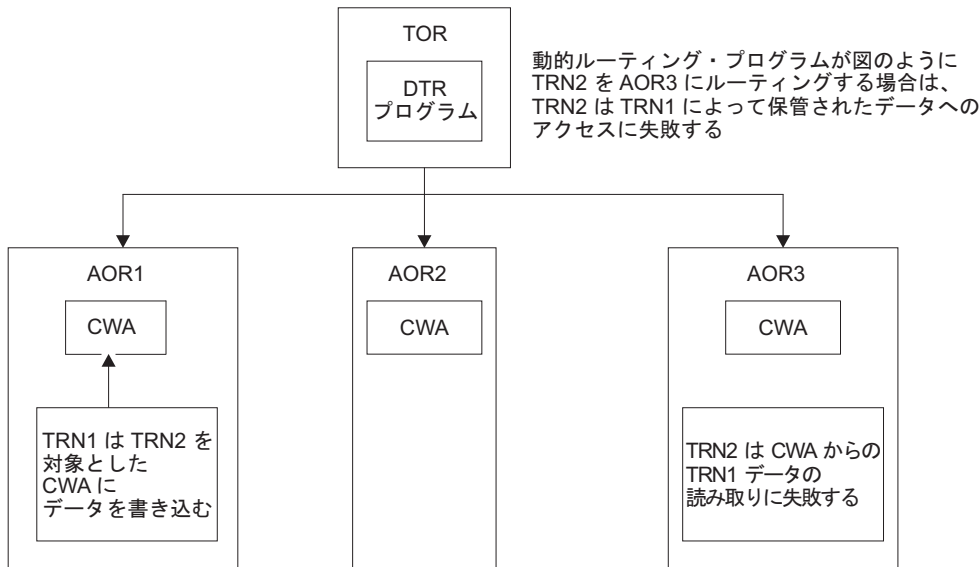 TOR
DTR
プログラム
動的ルーティング・プログラムが図のように
TRN2 を AOR3 にルーティングする場合は、
TRN2 は TRN1 によって保管されたデータへの
アクセスに失敗する
AOR1
CWA
TRN1 は TRN2 を
対象とした
CWA に
データを書き込む
AOR2
CWA
AOR3
CWA
TRN2 は CWA からの
TRN1 データの
読み取りに失敗する